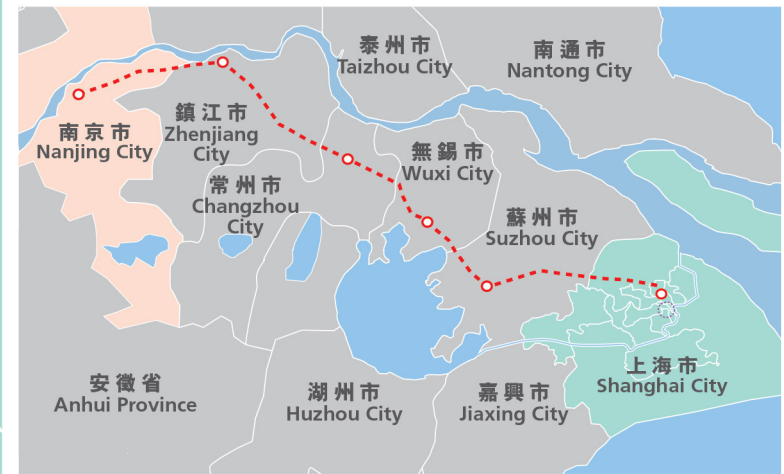 泰州市
Taizhou City
南通市
Nantong City
南京市
Nanjing City
鎮江市
Zhenjiang
City
無錫市
Wuxi City
常州市
Changzhou
City
蘇州市
Suzhou City
安徽省
Anhui Province
湖州市
Huzhou City
嘉興市
Jiaxing City
上海市
Shanghai City